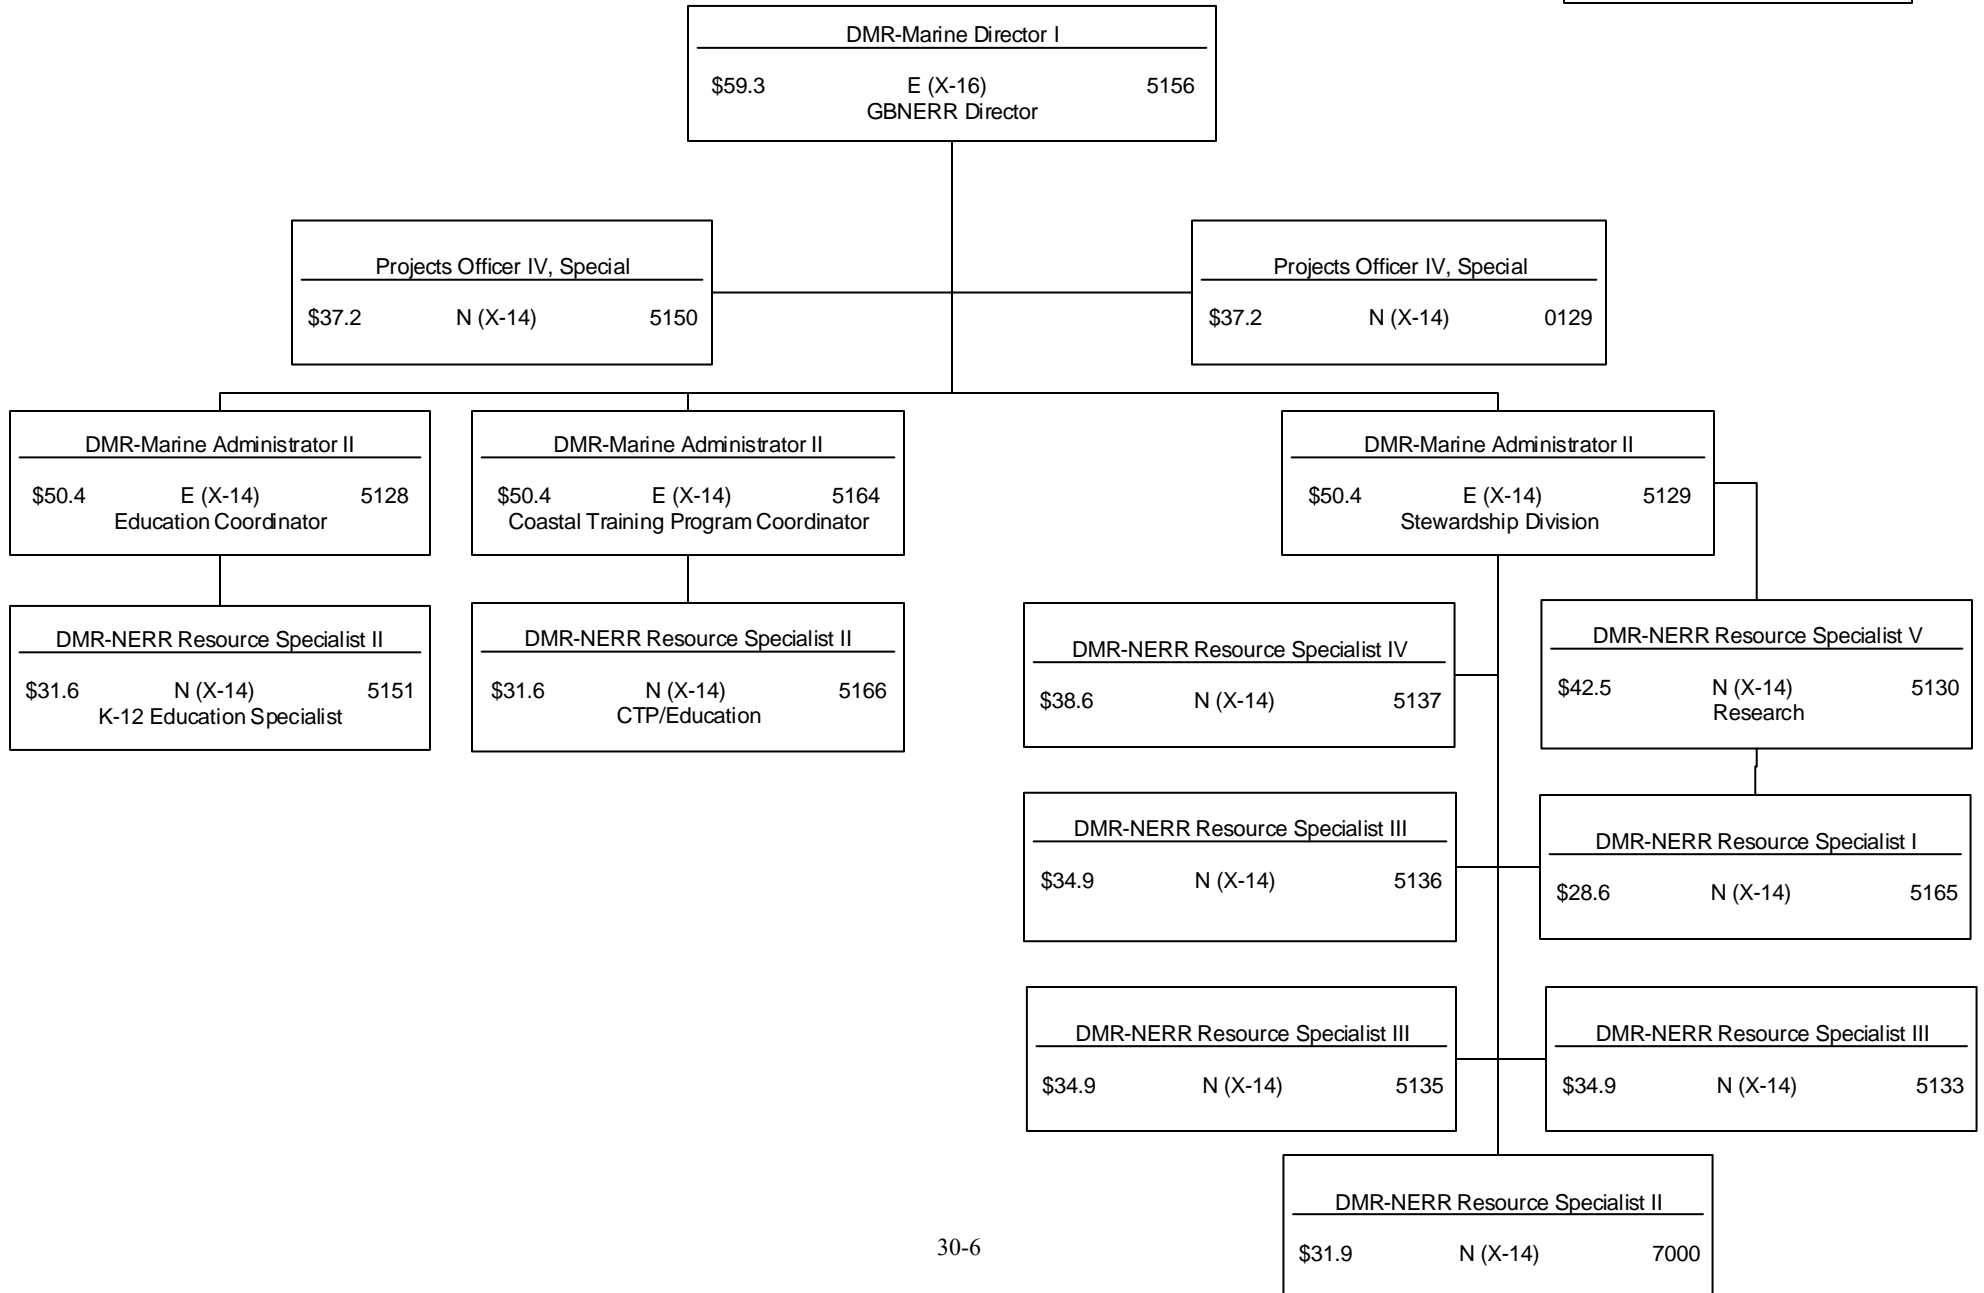 DMR-Marine Director I
$59.3 E (X-16) 5156
GBNERR Director
Projects Officer IV, Special
$37.2 N (X-14) 5150
Projects Officer IV, Special
$37.2 N (X-14) 0129
DMR-Marine Administrator II
$50.4 E (X-14) 5128
Education Coordinator
DMR-Marine Administrator II
$50.4 E (X-14) 5164
Coastal Training Program Coordinator
DMR-Marine Administrator II
$50.4 E (X-14) 5129
Stewardship Division
DMR-NERR Resource Specialist II
$31.6 N (X-14) 5151
K-12 Education Specialist
DMR-NERR Resource Specialist II
$31.6 N (X-14) 5166
CTP/Education
DMR-NERR Resource Specialist IV
$38.6 N (X-14) 5137
DMR-NERR Resource Specialist V
$42.5 N (X-14) 5130
Research
DMR-NERR Resource Specialist III
$34.9 N (X-14) 5136
DMR-NERR Resource Specialist I
$28.6 N (X-14) 5165
DMR-NERR Resource Specialist III
$34.9 N (X-14) 5135
DMR-NERR Resource Specialist III
$34.9 N (X-14) 5133
DMR-NERR Resource Specialist II
$31.9 N (X-14) 7000
30-6